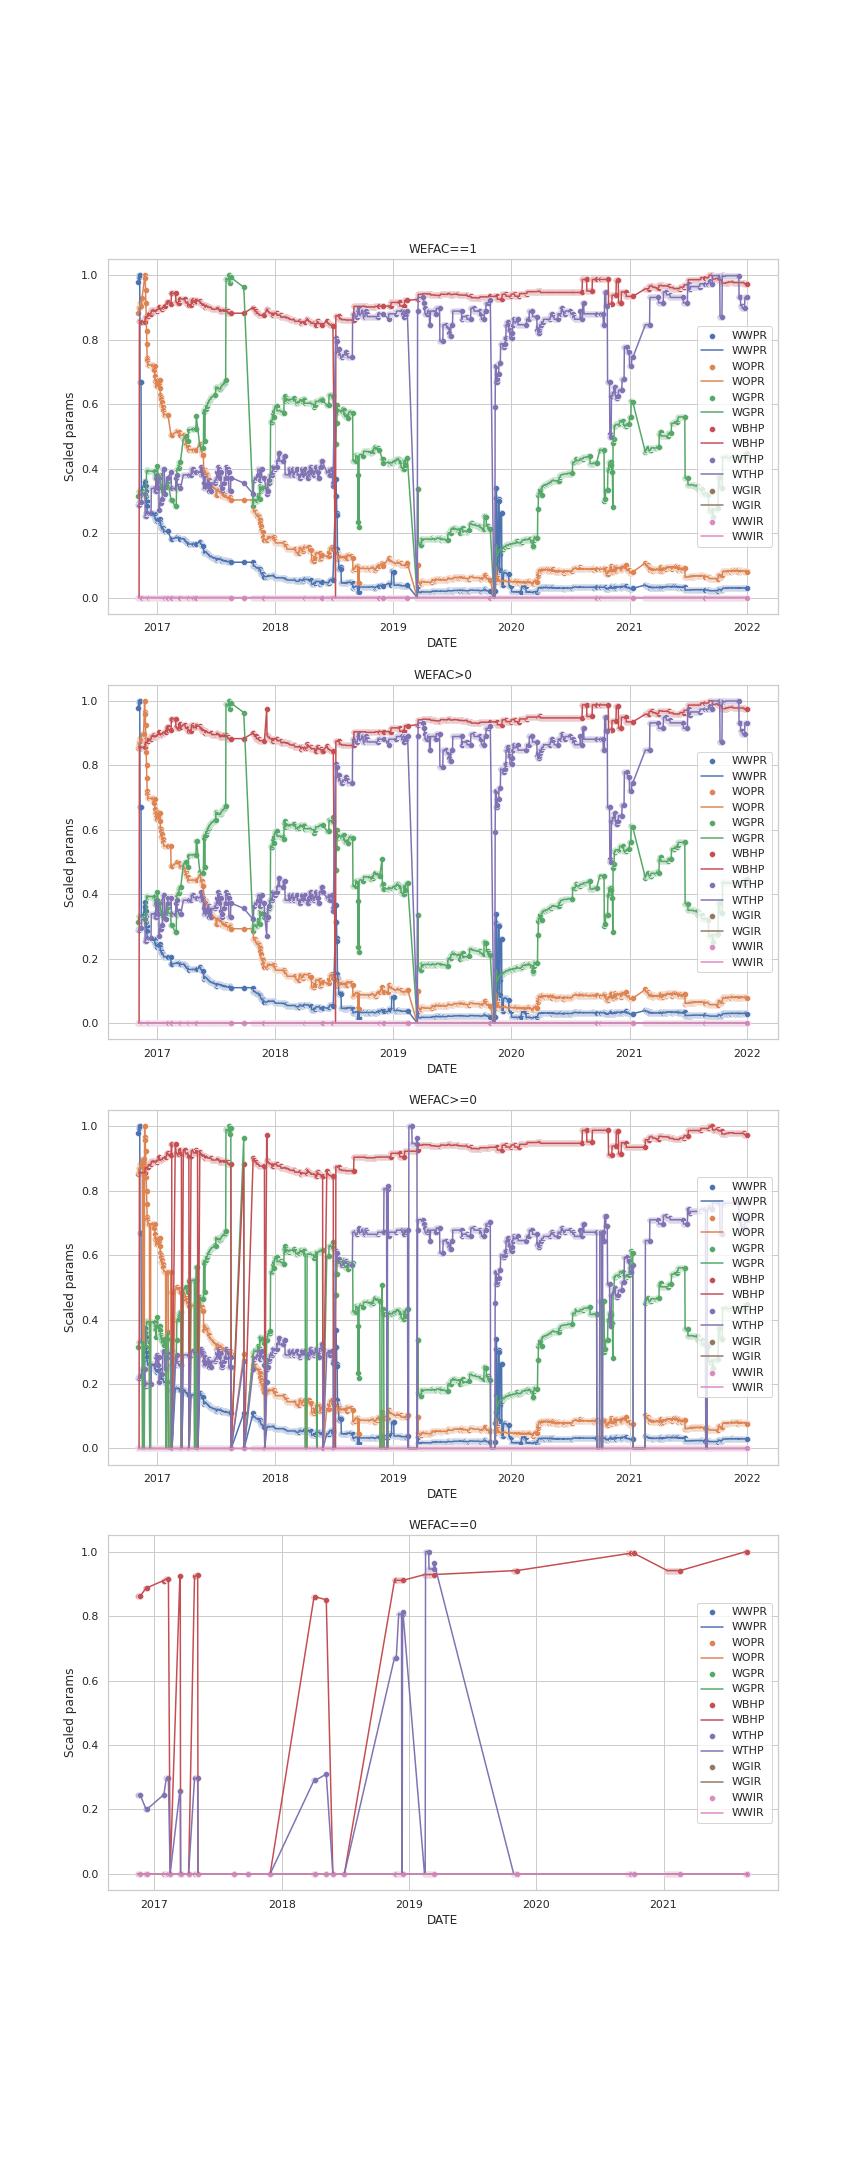 WEFAC==1
1.0
0.8
0.6
0.4
0.2
0.0
Scaled params
2017 2018 2019 2020 2021 2022
DATE
WWPR
WWPR
WOPR
WOPR
WGPR
WGPR
WBHP
WBHP
WTHP
WTHP
WGIR
WGIR
WWIR
WWIR
WEFAC>0
1.0
0.8
0.6
0.4
0.2
0.0
Scaled params
2017 2018 2019 2020 2021 2022
DATE
WWPR
WWPR
WOPR
WOPR
WGPR
WGPR
WBHP
WBHP
WTHP
WTHP
WGIR
WGIR
WWIR
WWIR
WEFAC>=0
1.0
0.8
0.6
0.4
0.2
0.0
Scaled params
2017 2018 2019 2020 2021 2022
DATE
WWPR
WWPR
WOPR
WOPR
WGPR
WGPR
WBHP
WBHP
WTHP
WTHP
WGIR
WGIR
WWIR
WWIR
WEFAC==0
1.0
0.8
0.6
0.4
0.2
0.0
Scaled params
2017 2018 2019 2020 2021
DATE
WWPR
WWPR
WOPR
WOPR
WGPR
WGPR
WBHP
WBHP
WTHP
WTHP
WGIR
WGIR
WWIR
WWIR